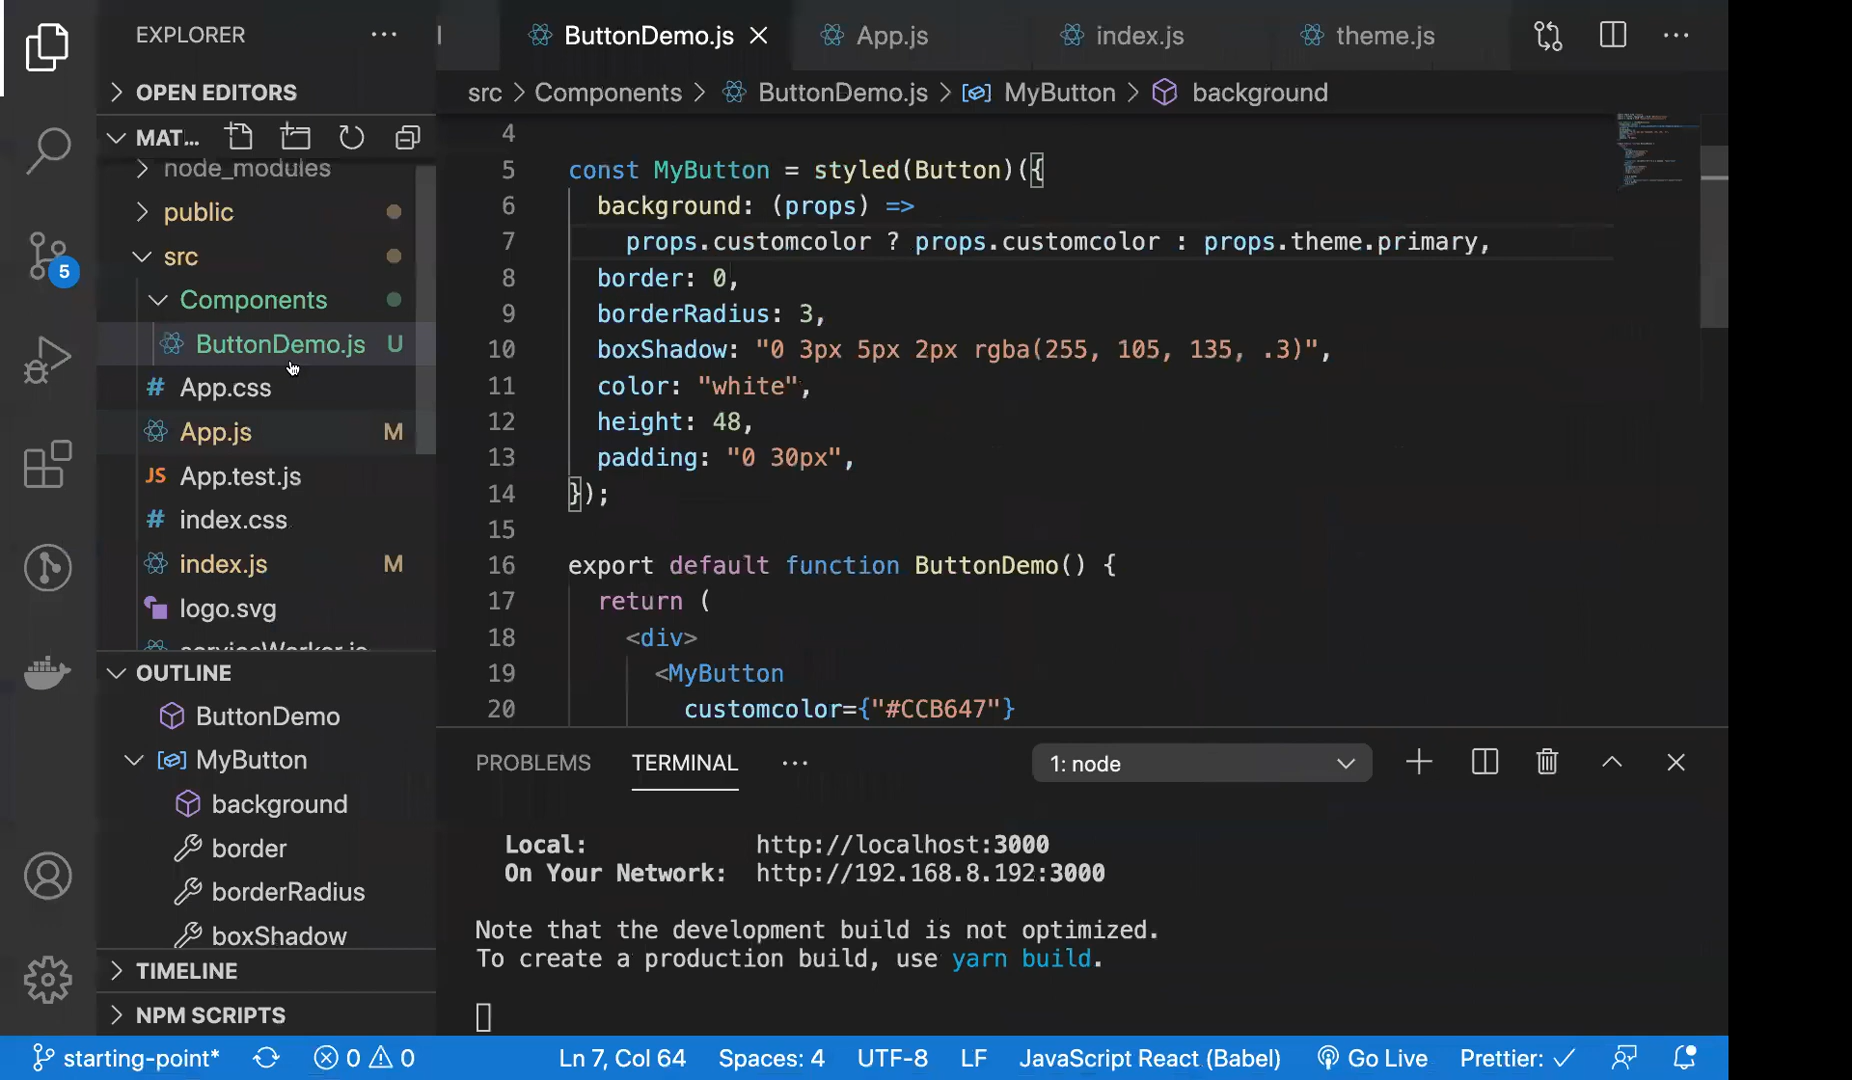 EXPLORER
ButtonDemo.js
App.js
index.js
theme.js
OPEN EDITORS
src > Components > ButtonDemo.js > MyButton > background
MAT...
node_modules
public
src
Components
ButtonDemo.js U
App.css
App.js M
App.test.js
index.css
index.js M
logo.svg
serviceWorker.js
5
4
5 const MyButton = styled(Button)({
6 background: (props) =>
7 props.customcolor ? props.customcolor : props.theme.primary,
8 border: 0,
9 borderRadius: 3,
10 boxShadow: "0 3px 5px 2px rgba(255, 105, 135, .3)",
11 color: "white",
12 height: 48,
13 padding: "0 30px",
14 });
15
16 export default function ButtonDemo() {
17 return (
18 <div>
19 <MyButton
20 customcolor={"#CCB647"}
OUTLINE
ButtonDemo
MyButton
background
border
borderRadius
boxShadow
TIMELINE
NPM SCRIPTS
PROBLEMS
TERMINAL
1: node
Local: http://localhost:3000
On Your Network: http://192.168.8.192:3000
Note that the development build is not optimized.
To create a production build, use yarn build.
starting-point*
0
0
Ln 7, Col 64
Spaces: 4
UTF-8
LF
JavaScript React (Babel)
Go Live
Prettier: ✓